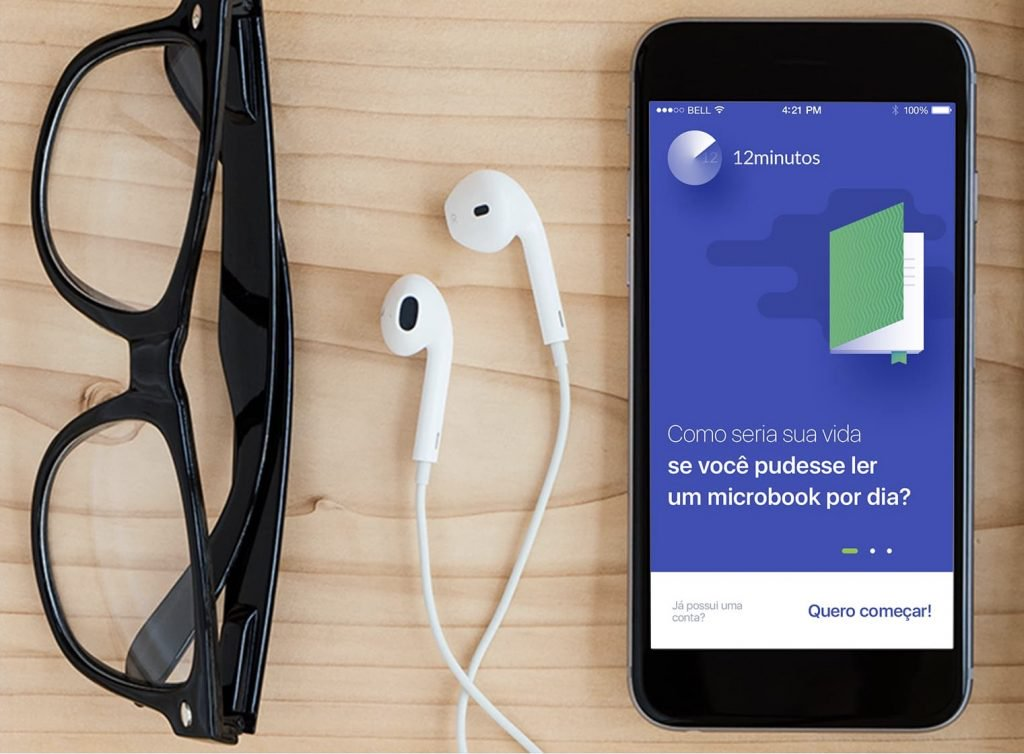 BELL 4:21 PM 100%
12
12minutos
Como seria sua vida
se você pudesse ler
um microbook por dia?
Já possui uma
conta?
Quero começar!
R